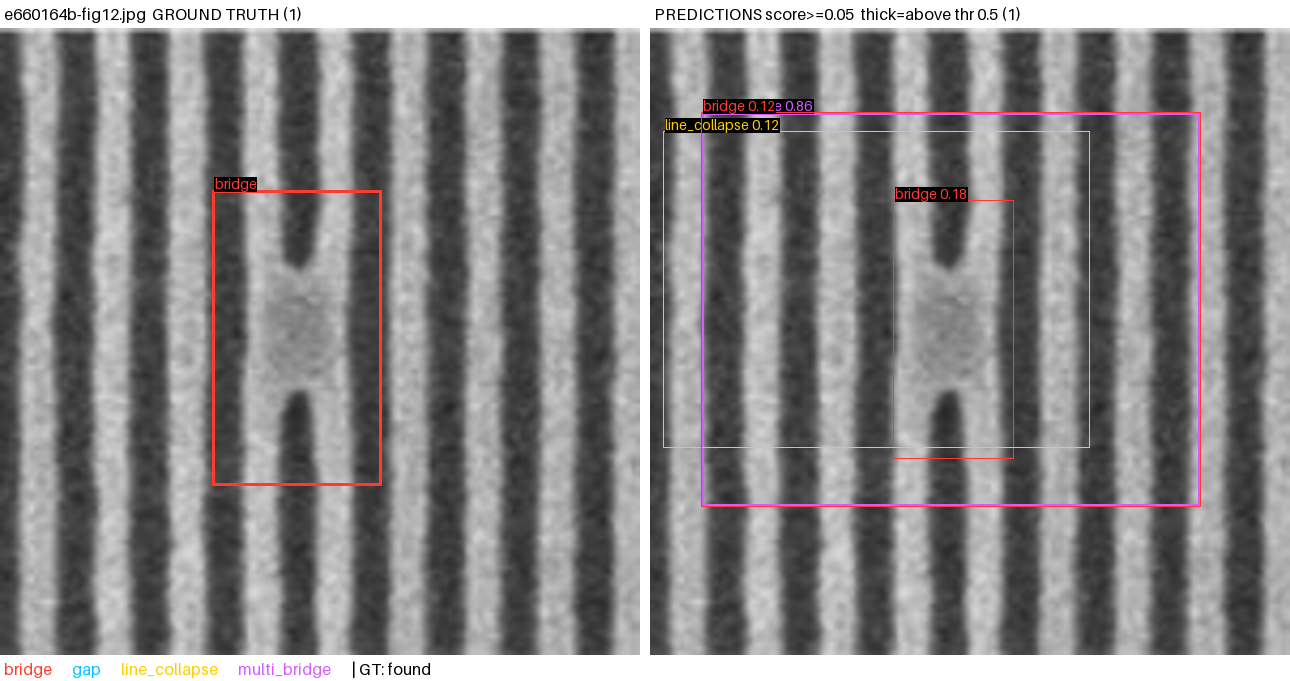 e660164b-fig12.jpg GROUND TRUTH (1)
PREDICTIONS score>=0.05 thick=above thr 0.5 (1)
bridge 0.12e 0.86
line_collapse 0.12
bridge
bridge 0.18
bridge gap line_collapse multi_bridge | GT: found